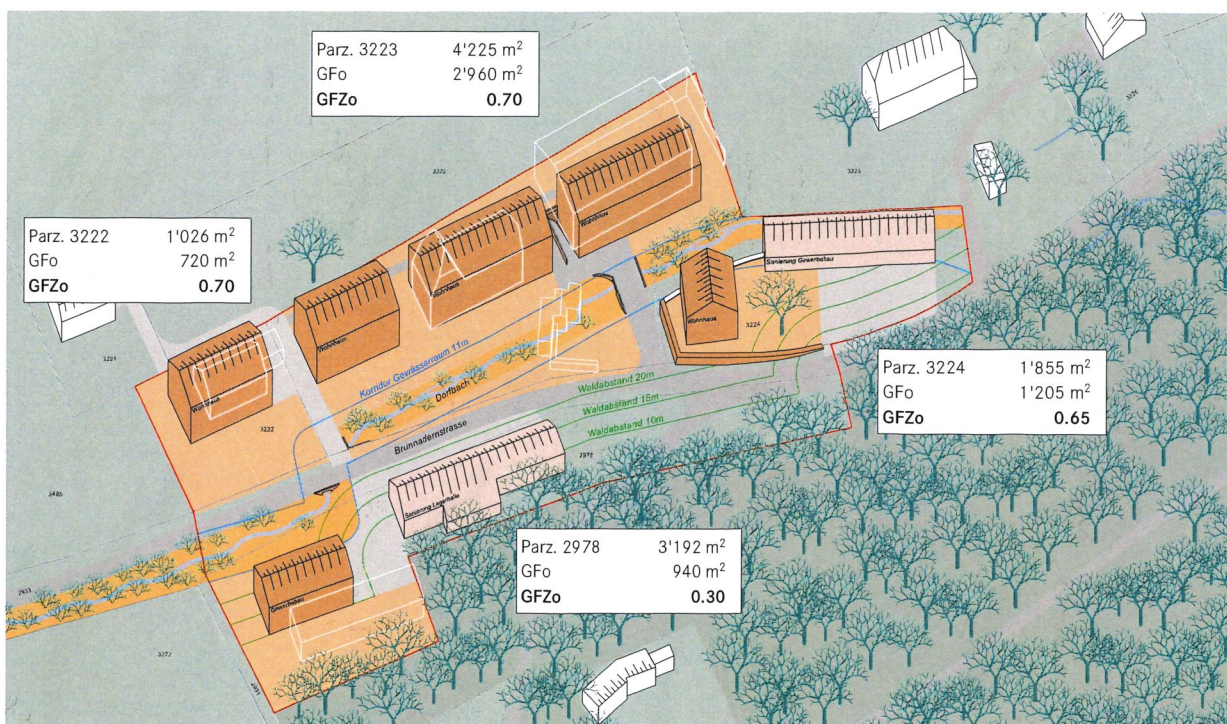 Parz. 3223 4'225 m²
GFo 2'960 m²
GFZo 0.70
Parz. 3222 1'026 m²
GFo 720 m²
GFZo 0.70
Parz. 3224 1'855 m²
GFo 1'205 m²
GFZo 0.65
Parz. 2978 3'192 m²
GFo 940 m²
GFZo 0.30
3225
Wohnhaus
Wohnhaus
Wohnhaus
Wohnhaus
Wohnhaus
Sanierung Gewerbebau
3224
3222
Korridor Gewässerraum 11m
Dorfbach
Brunnadernstrasse
Waldabstand 20m
Waldabstand 15m
Waldabstand 10m
Sanierung Lagerhalle
Gewerbebau
3495
3272